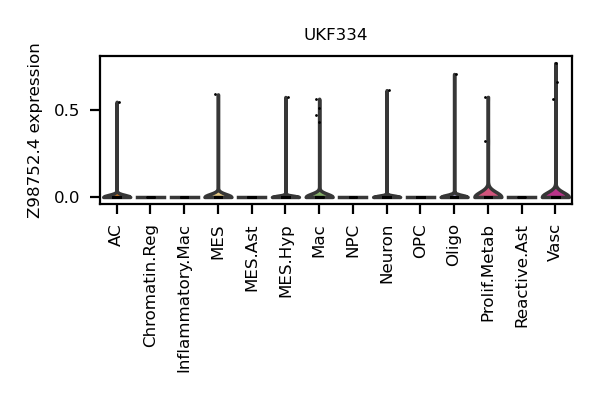 UKF334
Z98752.4 expression
0.5
0.0
AC
Chromatin.Reg
Inflammatory.Mac
MES
MES.Ast
MES.Hyp
Mac
NPC
Neuron
OPC
Oligo
Prolif.Metab
Reactive.Ast
Vasc